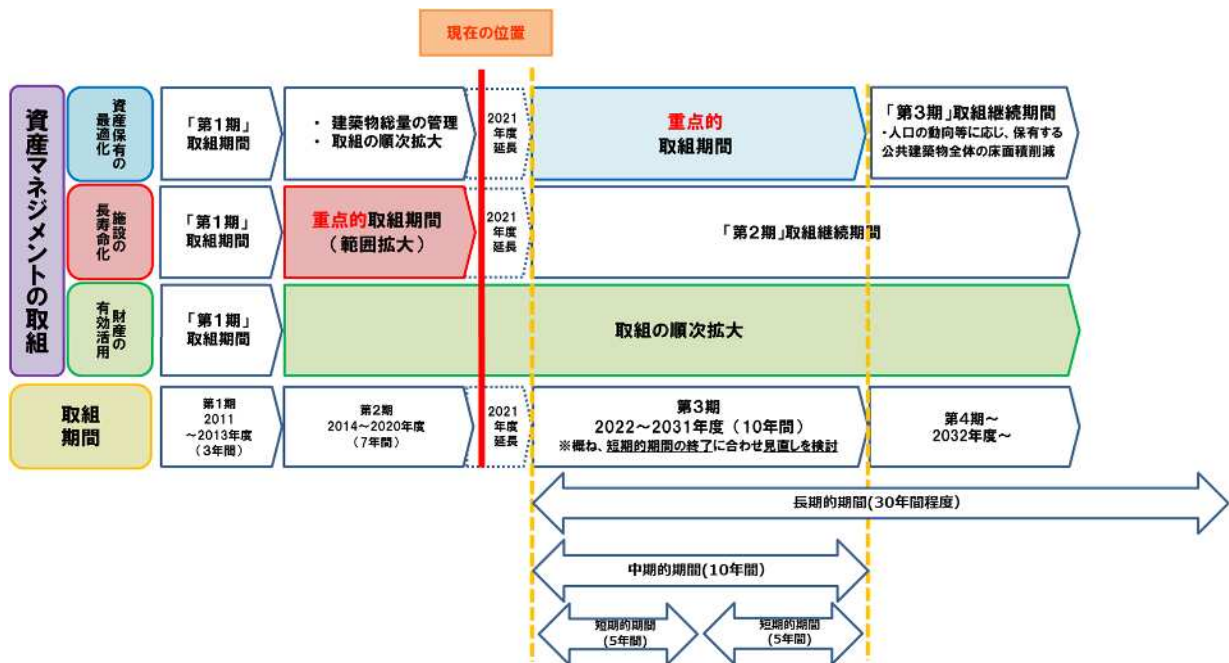 現在の位置
資産マネジメントの取組
資産保有の
最適化
「第1期」
取組期間
・ 建築物総量の管理
・ 取組の順次拡大
2021
年度
延長
重点的
取組期間
「第3期」取組継続期間
・人口の動向等に応じ、保有する
公共建築物全体の床面積削減
施設の
長寿命化
「第1期」
取組期間
重点的取組期間
（範囲拡大）
2021
年度
延長
「第2期」取組継続期間
財産の
有効活用
「第1期」
取組期間
取組の順次拡大
取組
期間
第1期
2011
～2013年度
（3年間）
第2期
2014～2020年度
（7年間）
2021
年度
延長
第3期
2022～2031年度（10年間）
※概ね、短期的期間の終了に合わせ見直しを検討
第4期～
2032年度～
長期的期間(30年間程度)
中期的期間(10年間)
短期的期間
(5年間)
短期的期間
(5年間)